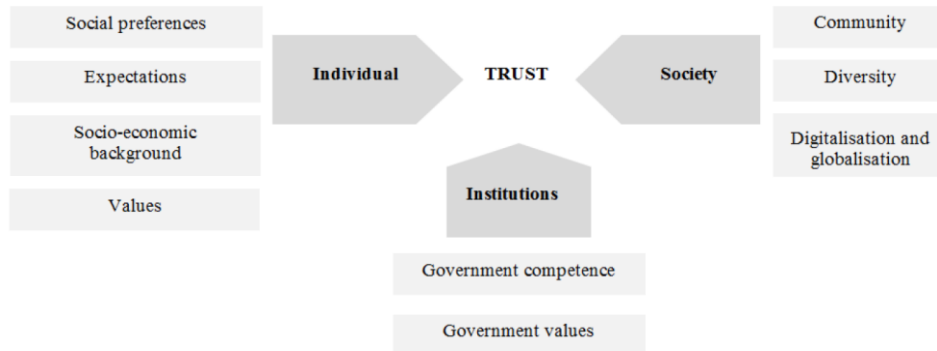 Social preferences
Expectations
Socio-economic
background
Values
Individual
TRUST
Society
Community
Diversity
Digitalisation and
globalisation
Institutions
Government competence
Government values